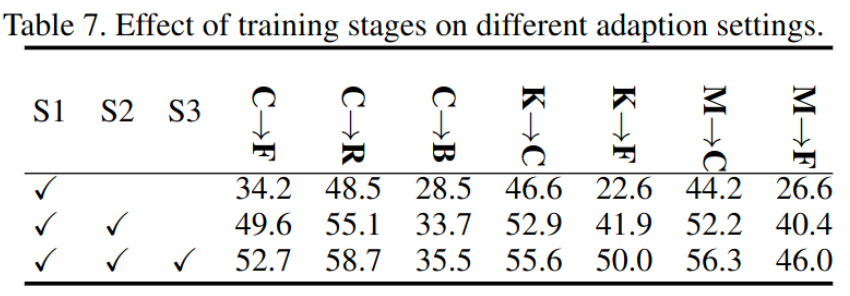 Table 7. Effect of training stages on different adaption settings.
S1 S2 S3 C→F C→R C→B K→C K→F M→C M→F
✓ 34.2 48.5 28.5 46.6 22.6 44.2 26.6
✓ ✓ 49.6 55.1 33.7 52.9 41.9 52.2 40.4
✓ ✓ ✓ 52.7 58.7 35.5 55.6 50.0 56.3 46.0